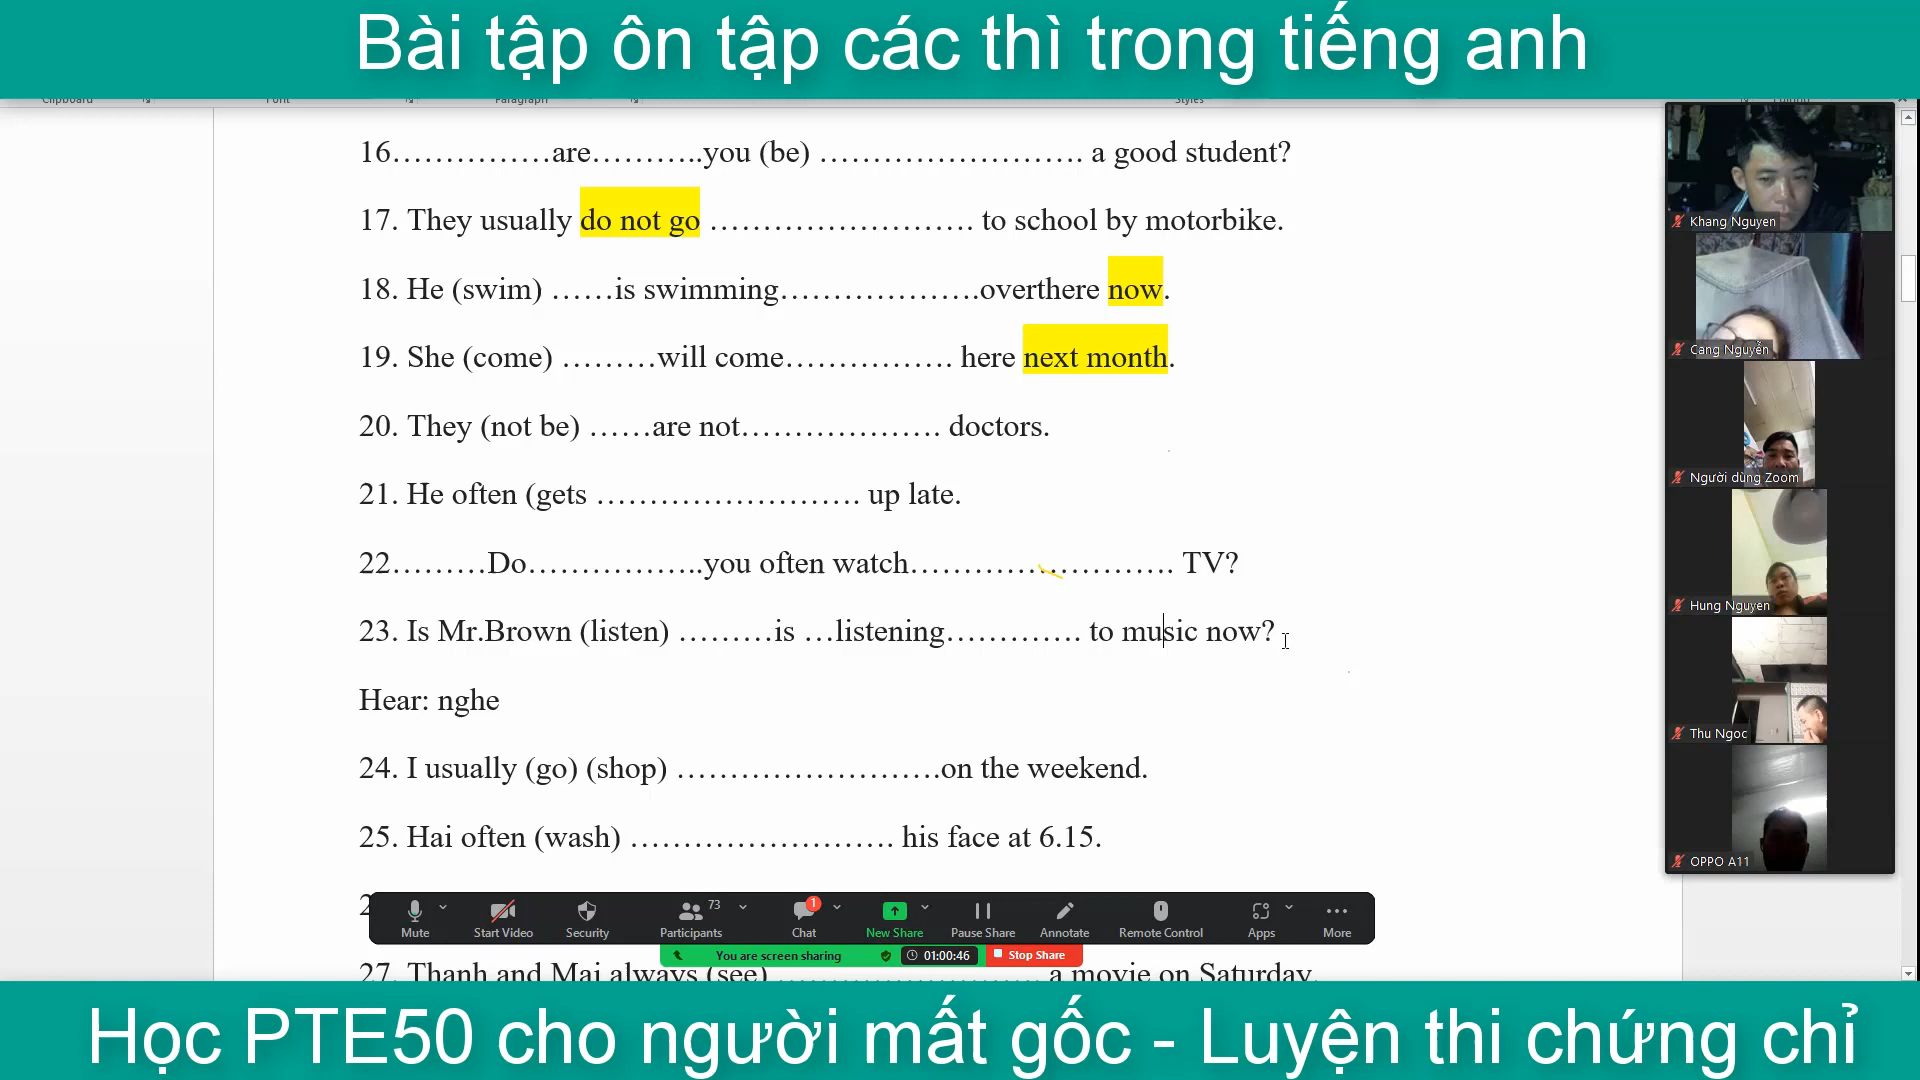 Bài tập ôn tập các thì trong tiếng anh
Clipboard Font Paragraph Styles Editing
16……………are………..you (be) ……………………. a good student?
17. They usually do not go ……………………. to school by motorbike.
18. He (swim) ……is swimming……………….overthere now.
19. She (come) ………will come……………. here next month.
20. They (not be) ……are not………………. doctors.
21. He often (gets ……………………. up late.
22………Do……………..you often watch……………………. TV?
23. Is Mr.Brown (listen) ………is …listening…………. to music now?
Hear: nghe
24. I usually (go) (shop) …………………….on the weekend.
25. Hai often (wash) ……………………. his face at 6.15.
27. Thanh and Mai always (see) ……………………. a movie on Saturday.
Khang Nguyen
Cang Nguyễn
Người dùng Zoom
Hung Nguyen
Thu Ngoc
OPPO A11
73
1
Mute Start Video Security Participants Chat New Share Pause Share Annotate Remote Control Apps More
You are screen sharing 01:00:46 Stop Share
Học PTE50 cho người mất gốc - Luyện thi chứng chỉ